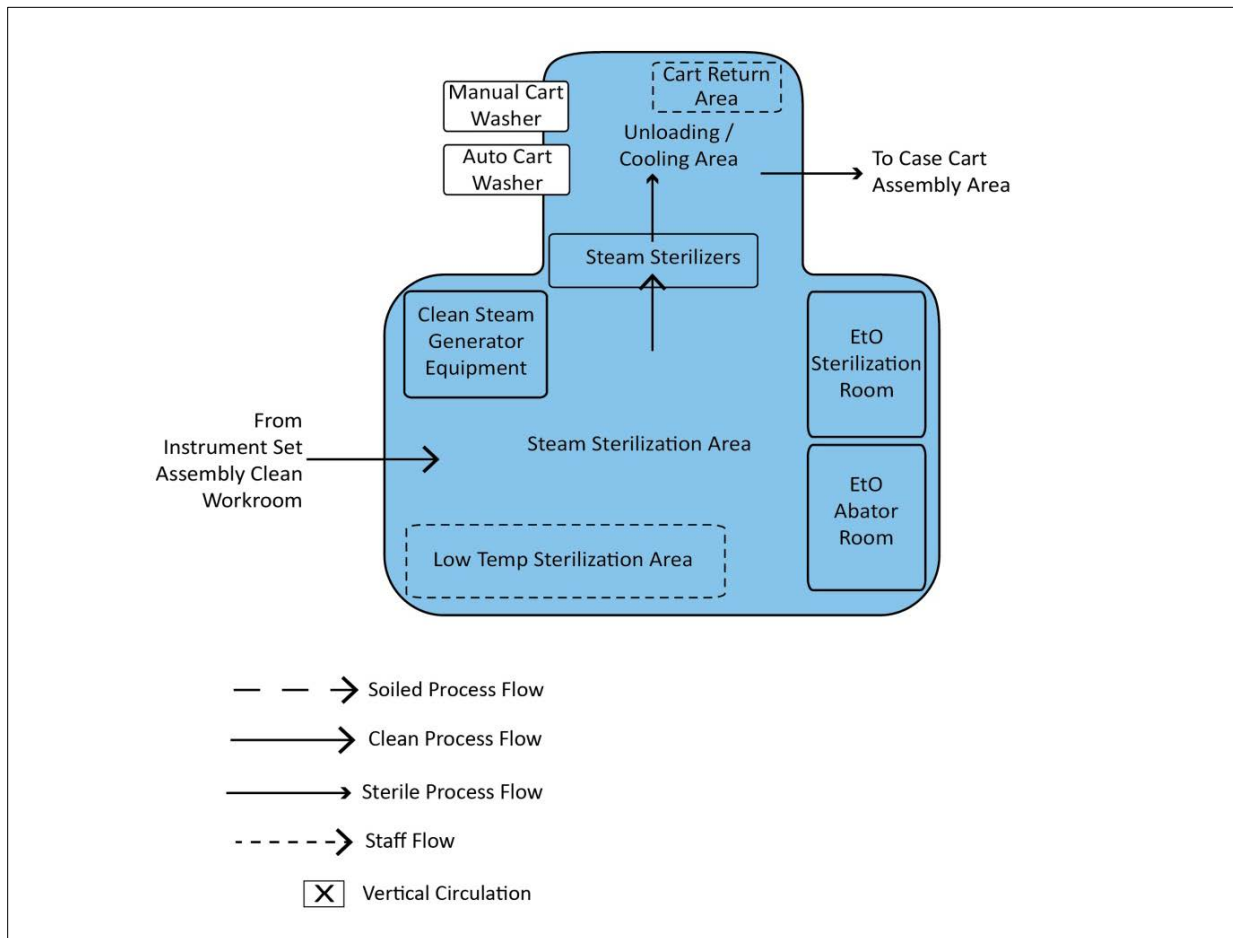 Manual Cart
Washer
Auto Cart
Washer
Cart Return
Area
Unloading /
Cooling Area
To Case Cart
Assembly Area
Steam Sterilizers
Clean Steam
Generator
Equipment
EtO
Sterilization
Room
From
Instrument Set
Assembly Clean
Workroom
Steam Sterilization Area
EtO
Abator
Room
Low Temp Sterilization Area
Soiled Process Flow
Clean Process Flow
Sterile Process Flow
Staff Flow
X Vertical Circulation